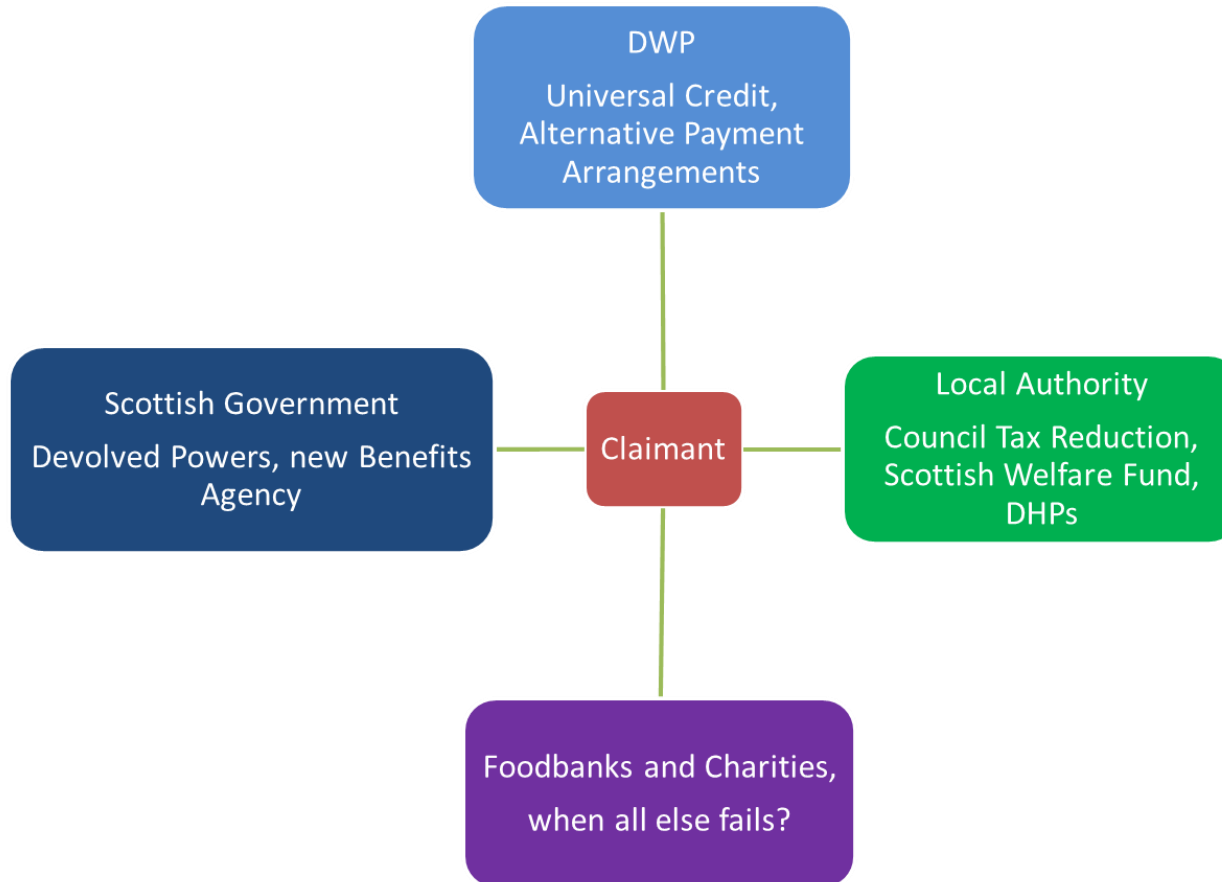 DWP
Universal Credit,
Alternative Payment
Arrangements
Scottish Government
Devolved Powers, new Benefits
Agency
Claimant
Local Authority
Council Tax Reduction,
Scottish Welfare Fund,
DHPs
Foodbanks and Charities,
when all else fails?